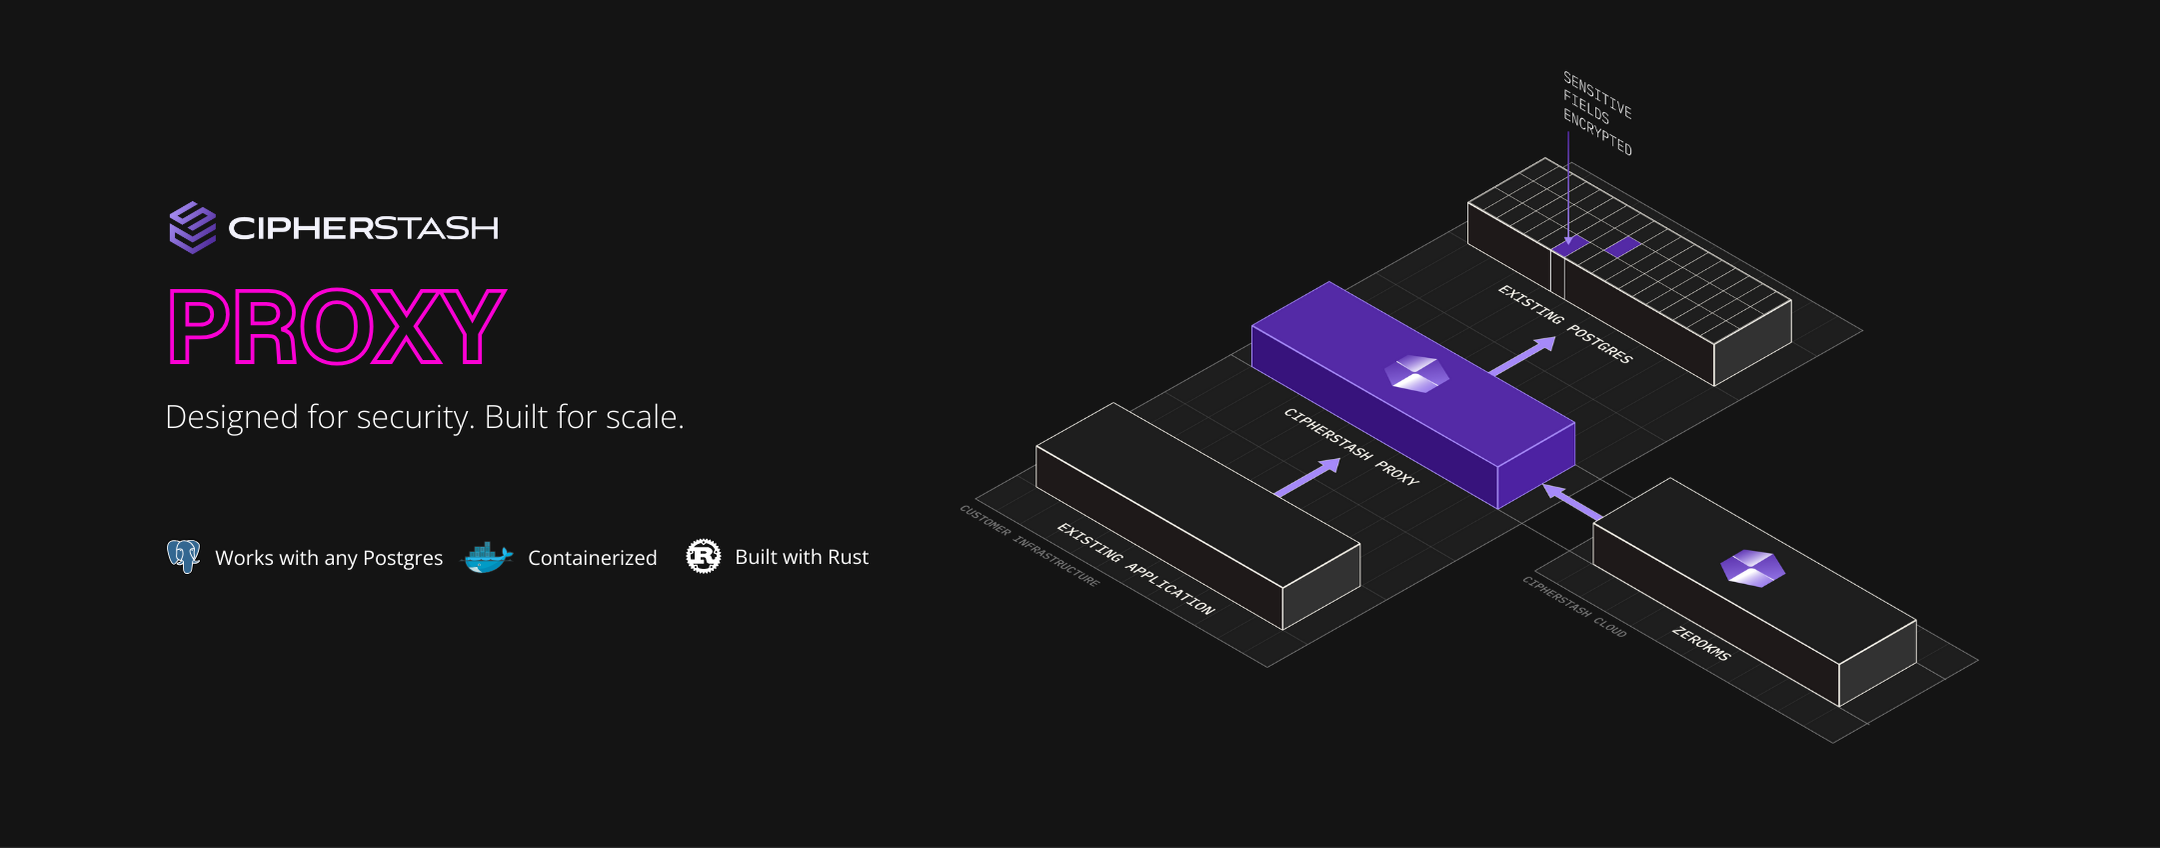 CIPHERSTASH
PROXY
Designed for security. Built for scale.
Works with any Postgres
Containerized
Built with Rust
SENSITIVE
FIELDS
ENCRYPTED
EXISTING POSTGRES
CIPHERSTASH PROXY
EXISTING APPLICATION
CUSTOMER INFRASTRUCTURE
ZEROKMS
CIPHERSTASH CLOUD